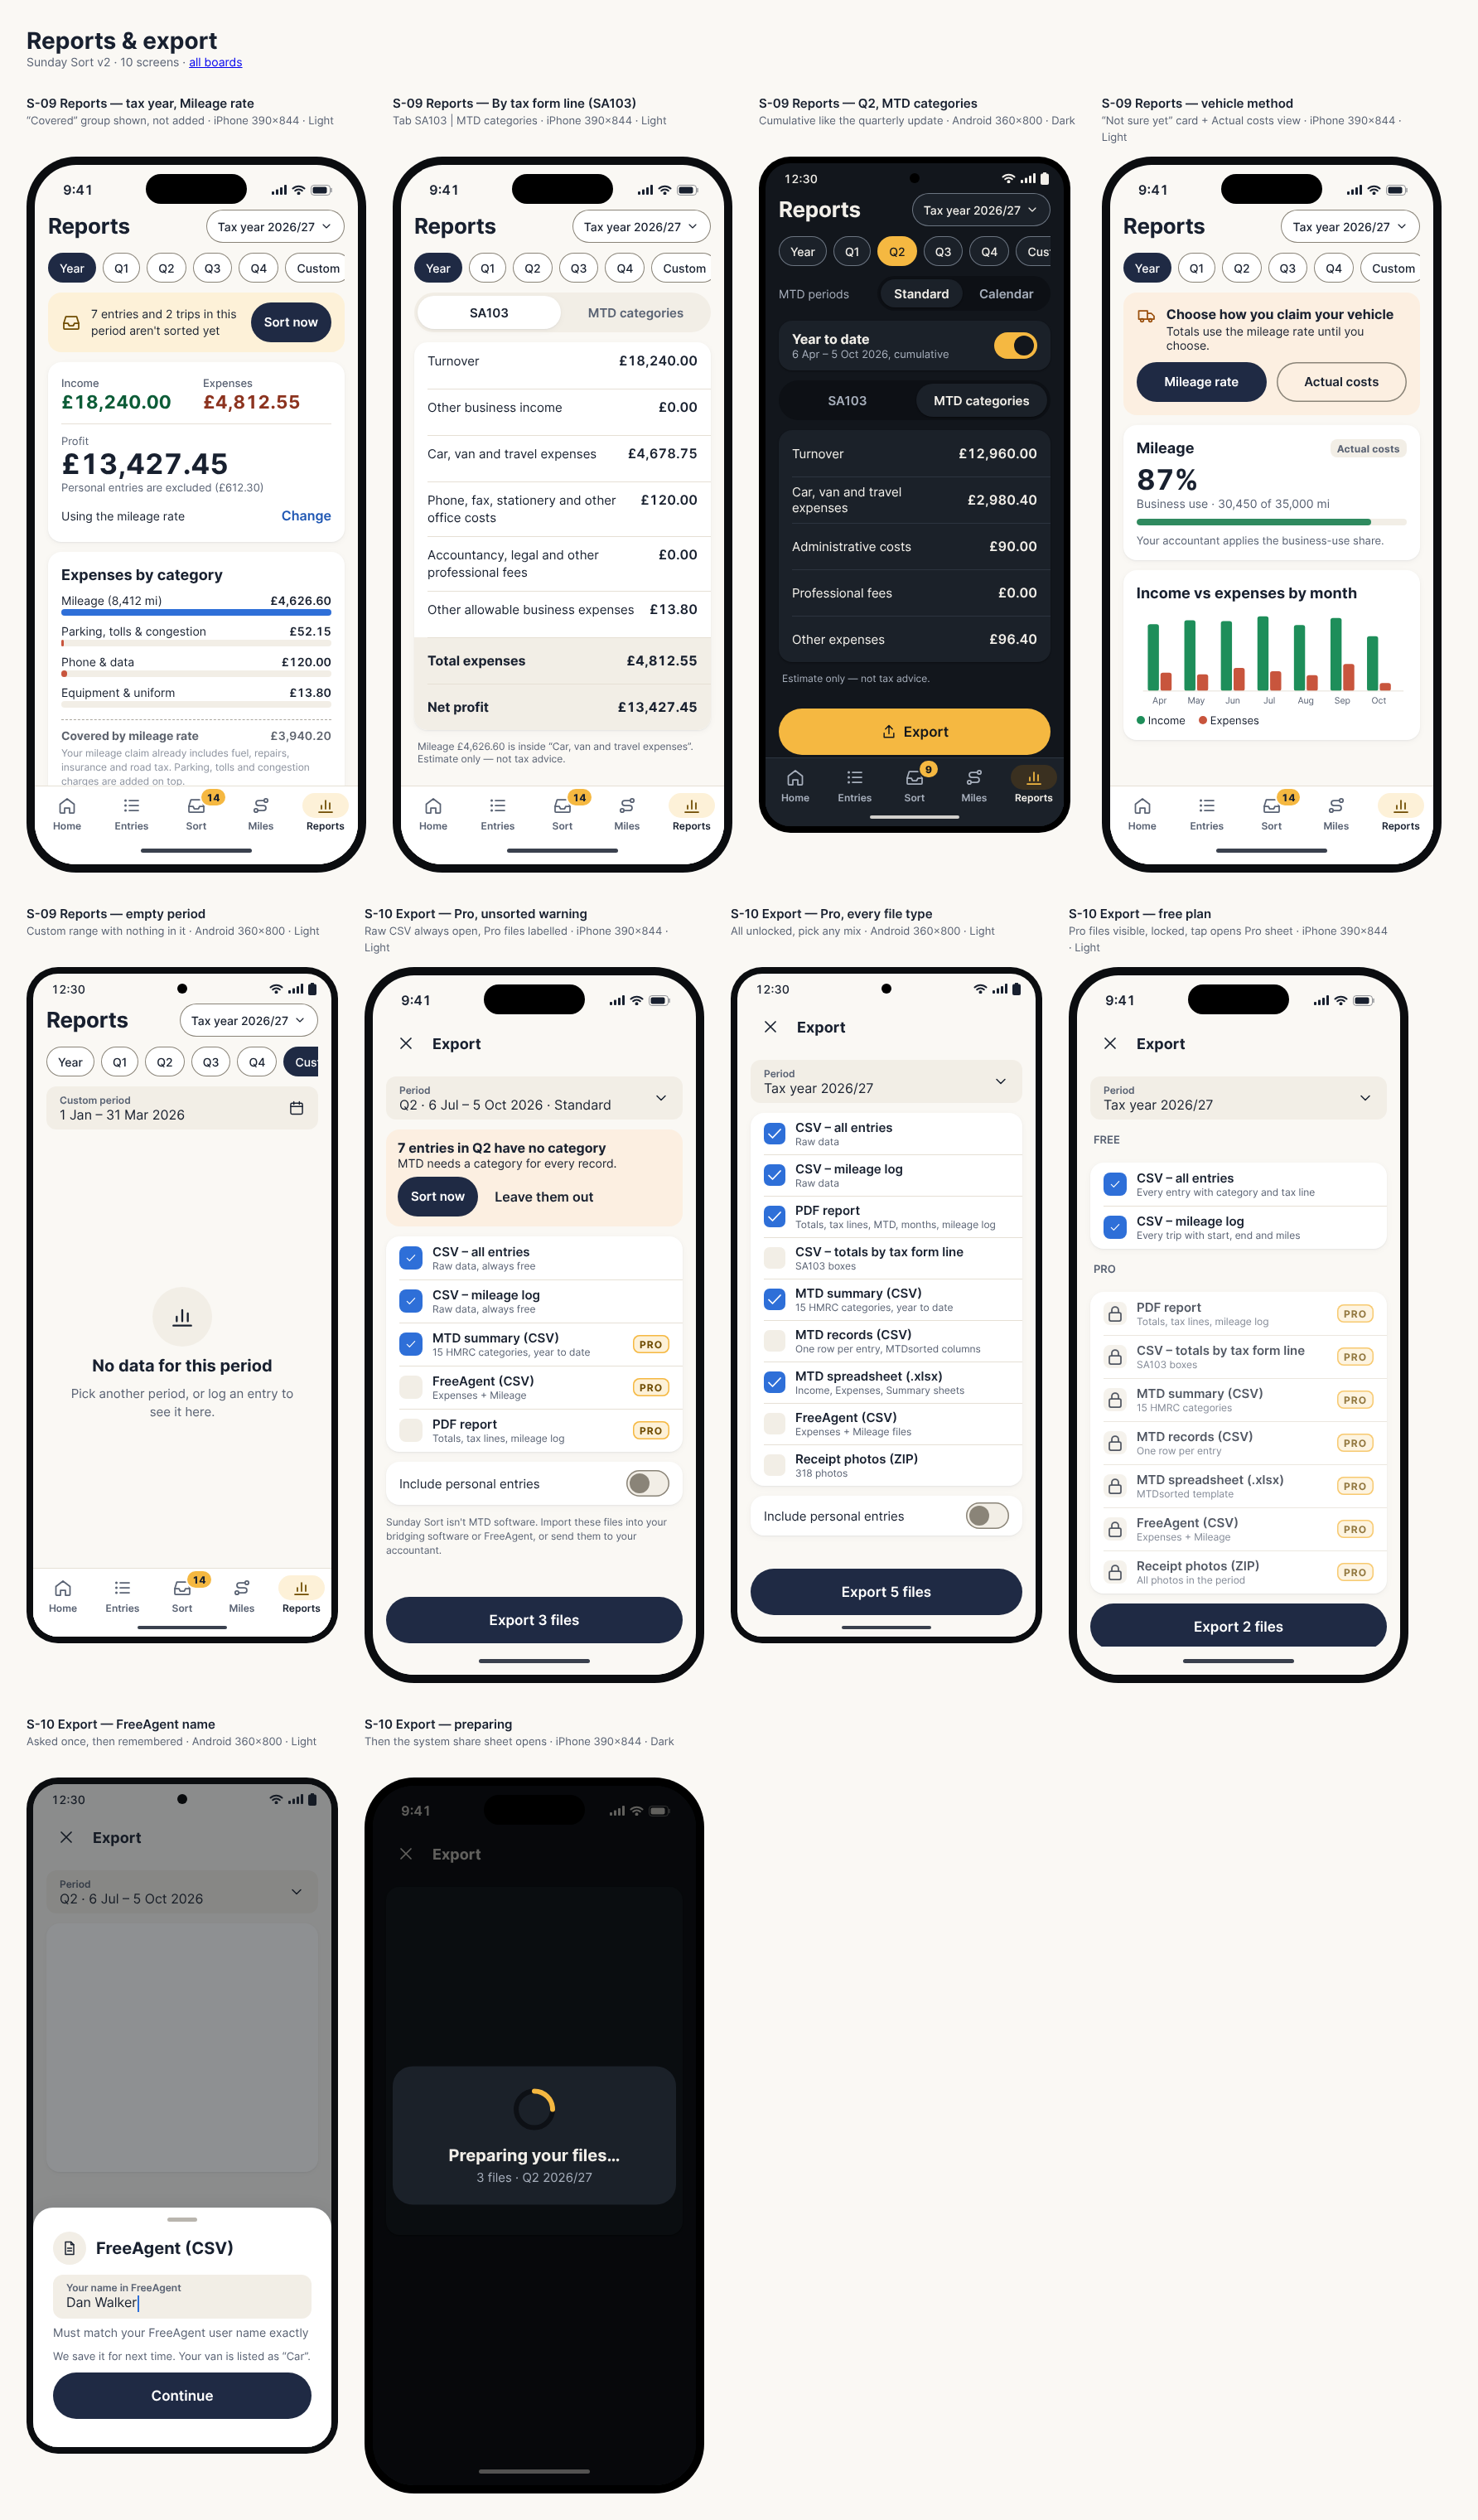 Reports & export
Sunday Sort v2 · 10 screens · all boards
S-09 Reports — tax year, Mileage rate
"Covered" group shown, not added · iPhone 390×844 · Light
9:41
Reports
Tax year 2026/27
Year
Q1
Q2
Q3
Q4
Custom
7 entries and 2 trips in this
period aren't sorted yet
Sort now
Income
Expenses
£18,240.00
£4,812.55
Profit
£13,427.45
Personal entries are excluded (£612.30)
Using the mileage rate
Change
Expenses by category
Mileage (8,412 mi)
£4,626.60
Parking, tolls & congestion
£52.15
Phone & data
£120.00
Equipment & uniform
£13.80
Covered by mileage rate
£3,940.20
Your mileage claim already includes fuel, repairs,
insurance and road tax. Parking, tolls and congestion
charges are added on top.
14
Home
Entries
Sort
Miles
Reports
S-09 Reports — By tax form line (SA103)
Tab SA103 | MTD categories · iPhone 390×844 · Light
9:41
Reports
Tax year 2026/27
Year
Q1
Q2
Q3
Q4
Custom
SA103
MTD categories
Turnover
£18,240.00
Other business income
£0.00
Car, van and travel expenses
£4,678.75
Phone, fax, stationery and other
office costs
£120.00
Accountancy, legal and other
professional fees
£0.00
Other allowable business expenses
£13.80
Total expenses
£4,812.55
Net profit
£13,427.45
Mileage £4,626.60 is inside "Car, van and travel expenses".
Estimate only — not tax advice.
14
Home
Entries
Sort
Miles
Reports
S-09 Reports — Q2, MTD categories
Cumulative like the quarterly update · Android 360×800 · Dark
12:30
Reports
Tax year 2026/27
Year
Q1
Q2
Q3
Q4
Cus
MTD periods
Standard
Calendar
Year to date
6 Apr – 5 Oct 2026, cumulative
SA103
MTD categories
Turnover
£12,960.00
Car, van and travel
expenses
£2,980.40
Administrative costs
£90.00
Professional fees
£0.00
Other expenses
£96.40
Estimate only — not tax advice.
Export
9
Home
Entries
Sort
Miles
Reports
S-09 Reports — vehicle method
"Not sure yet" card + Actual costs view · iPhone 390×844 ·
Light
9:41
Reports
Tax year 2026/27
Year
Q1
Q2
Q3
Q4
Custom
Choose how you claim your vehicle
Totals use the mileage rate until you
choose.
Mileage rate
Actual costs
Mileage
Actual costs
87%
Business use · 30,450 of 35,000 mi
Your accountant applies the business-use share.
Income vs expenses by month
Apr
May
Jun
Jul
Aug
Sep
Oct
Income
Expenses
14
Home
Entries
Sort
Miles
Reports
S-09 Reports — empty period
Custom range with nothing in it · Android 360×800 · Light
12:30
Reports
Tax year 2026/27
Year
Q1
Q2
Q3
Q4
Cus
Custom period
1 Jan – 31 Mar 2026
No data for this period
Pick another period, or log an entry to
see it here.
14
Home
Entries
Sort
Miles
Reports
S-10 Export — Pro, unsorted warning
Raw CSV always open, Pro files labelled · iPhone 390×844 ·
Light
9:41
Export
Period
Q2 · 6 Jul – 5 Oct 2026 · Standard
7 entries in Q2 have no category
MTD needs a category for every record.
Sort now
Leave them out
CSV – all entries
Raw data, always free
CSV – mileage log
Raw data, always free
MTD summary (CSV)
15 HMRC categories, year to date
PRO
FreeAgent (CSV)
Expenses + Mileage
PRO
PDF report
Totals, tax lines, mileage log
PRO
Include personal entries
Sunday Sort isn't MTD software. Import these files into your
bridging software or FreeAgent, or send them to your
accountant.
Export 3 files
S-10 Export — Pro, every file type
All unlocked, pick any mix · Android 360×800 · Light
12:30
Export
Period
Tax year 2026/27
CSV – all entries
Raw data
CSV – mileage log
Raw data
PDF report
Totals, tax lines, MTD, months, mileage log
CSV – totals by tax form line
SA103 boxes
MTD summary (CSV)
15 HMRC categories, year to date
MTD records (CSV)
One row per entry, MTDsorted columns
MTD spreadsheet (.xlsx)
Income, Expenses, Summary sheets
FreeAgent (CSV)
Expenses + Mileage files
Receipt photos (ZIP)
318 photos
Include personal entries
Export 5 files
S-10 Export — free plan
Pro files visible, locked, tap opens Pro sheet · iPhone 390×844
· Light
9:41
Export
Period
Tax year 2026/27
FREE
CSV – all entries
Every entry with category and tax line
CSV – mileage log
Every trip with start, end and miles
PRO
PDF report
Totals, tax lines, mileage log
PRO
CSV – totals by tax form line
SA103 boxes
PRO
MTD summary (CSV)
15 HMRC categories
PRO
MTD records (CSV)
One row per entry
PRO
MTD spreadsheet (.xlsx)
MTDsorted template
PRO
FreeAgent (CSV)
Expenses + Mileage
PRO
Receipt photos (ZIP)
All photos in the period
PRO
Export 2 files
S-10 Export — FreeAgent name
Asked once, then remembered · Android 360×800 · Light
12:30
Export
Period
Q2 · 6 Jul – 5 Oct 2026
FreeAgent (CSV)
Your name in FreeAgent
Dan Walker
Must match your FreeAgent user name exactly
We save it for next time. Your van is listed as "Car".
Continue
S-10 Export — preparing
Then the system share sheet opens · iPhone 390×844 · Dark
9:41
Export
Preparing your files…
3 files · Q2 2026/27